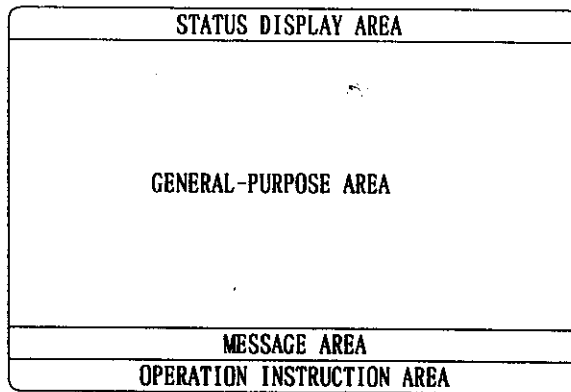 STATUS DISPLAY AREA
GENERAL-PURPOSE AREA
MESSAGE AREA
OPERATION INSTRUCTION AREA